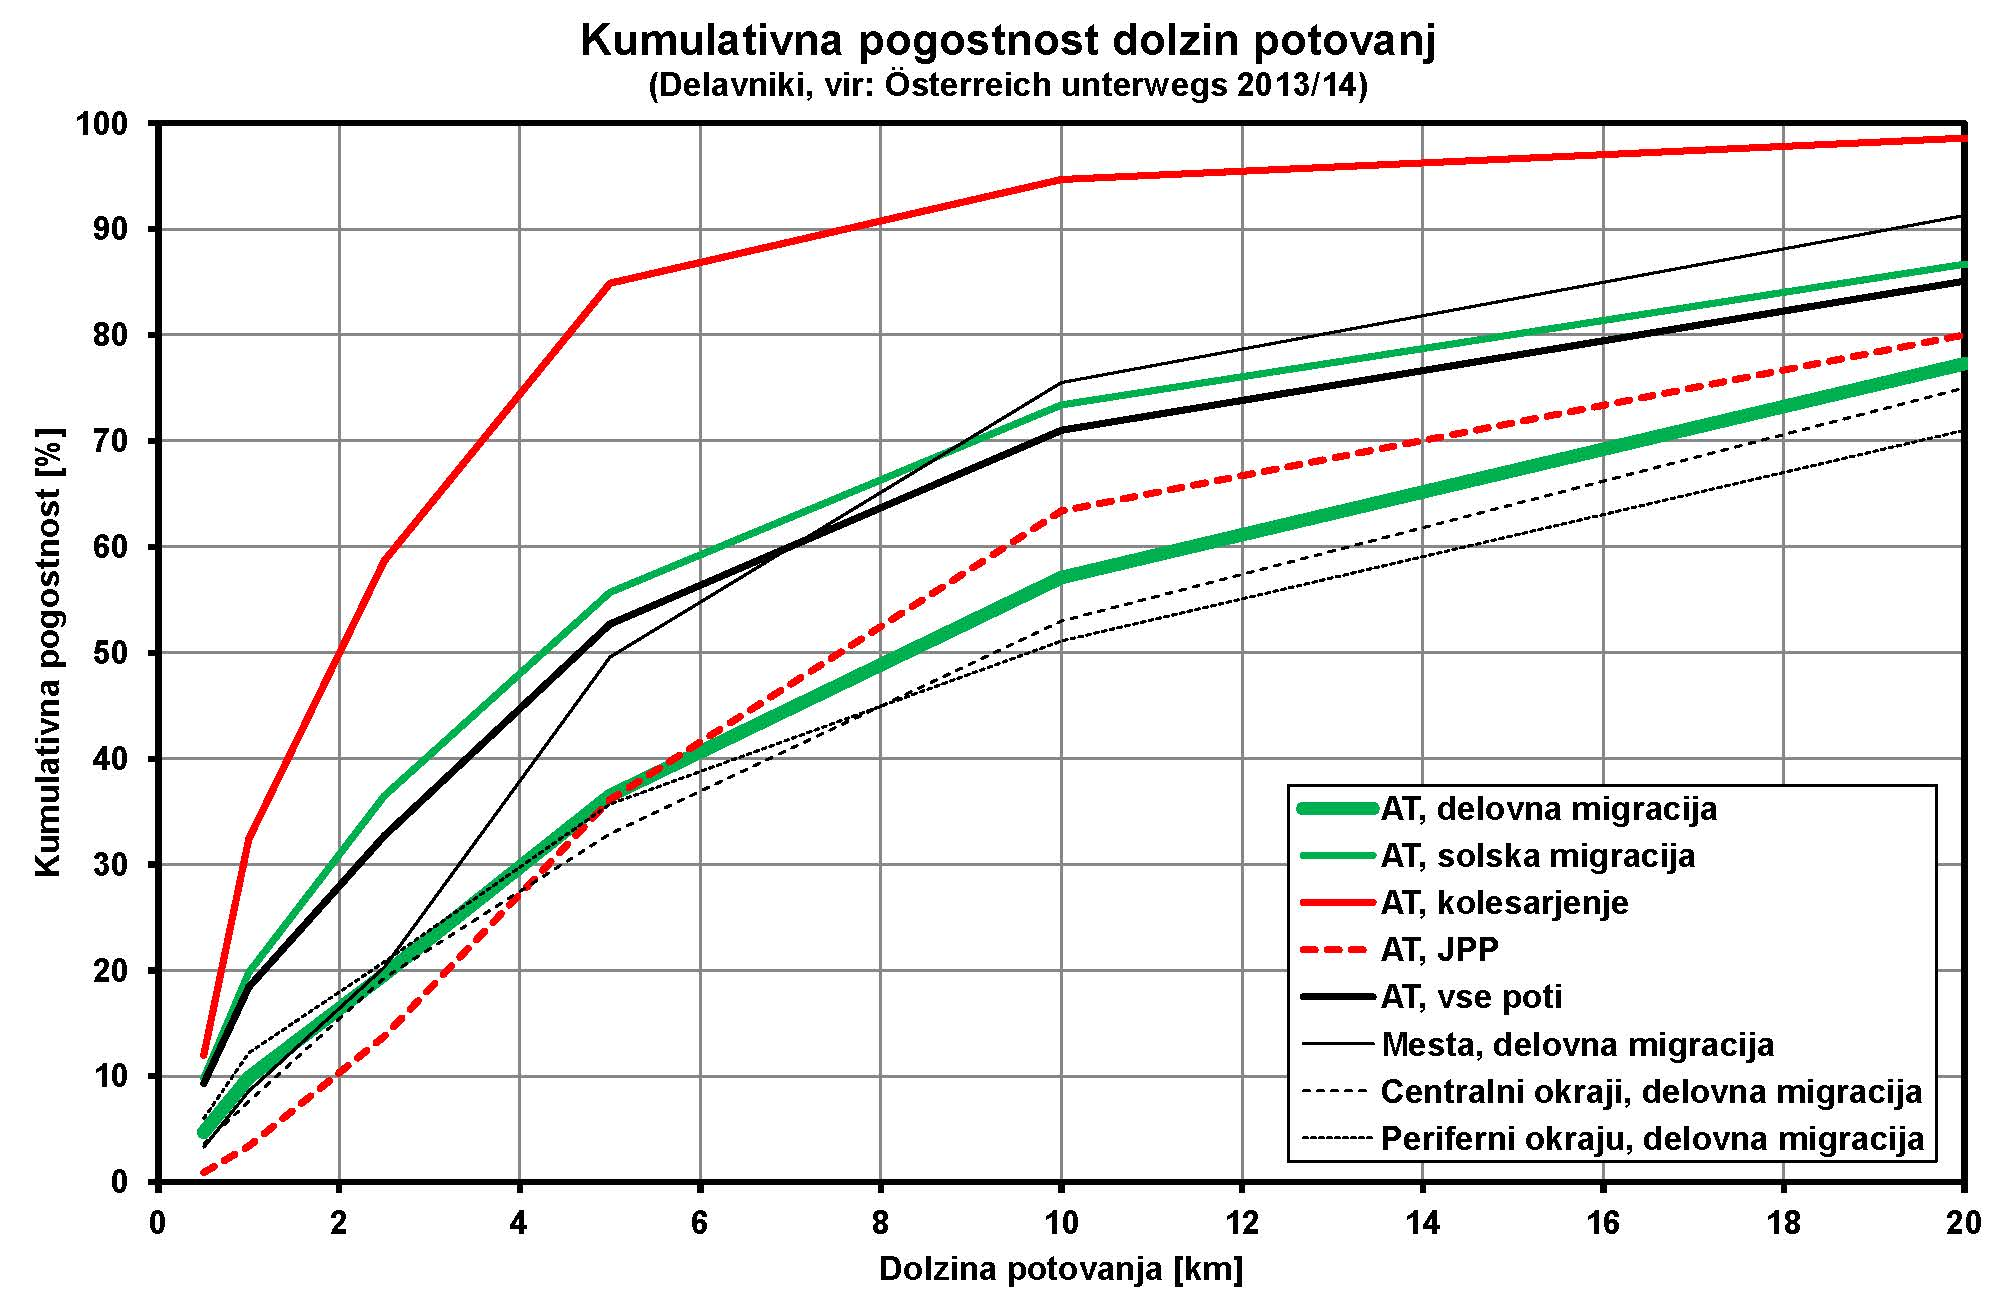 Kumulativna pogostnost dolzin potovanj
(Delavniki, vir: Österreich unterwegs 2013/14)
100
90
80
70
60
50
40
30
20
10
0
Kumulativna pogostnost [%]
AT, delovna migracija
AT, solska migracija
AT, kolesarjenje
AT, JPP
AT, vse poti
Mesta, delovna migracija
Centralni okraji, delovna migracija
Periferni okraju, delovna migracija
0 2 4 6 8 10 12 14 16 18 20
Dolzina potovanja [km]